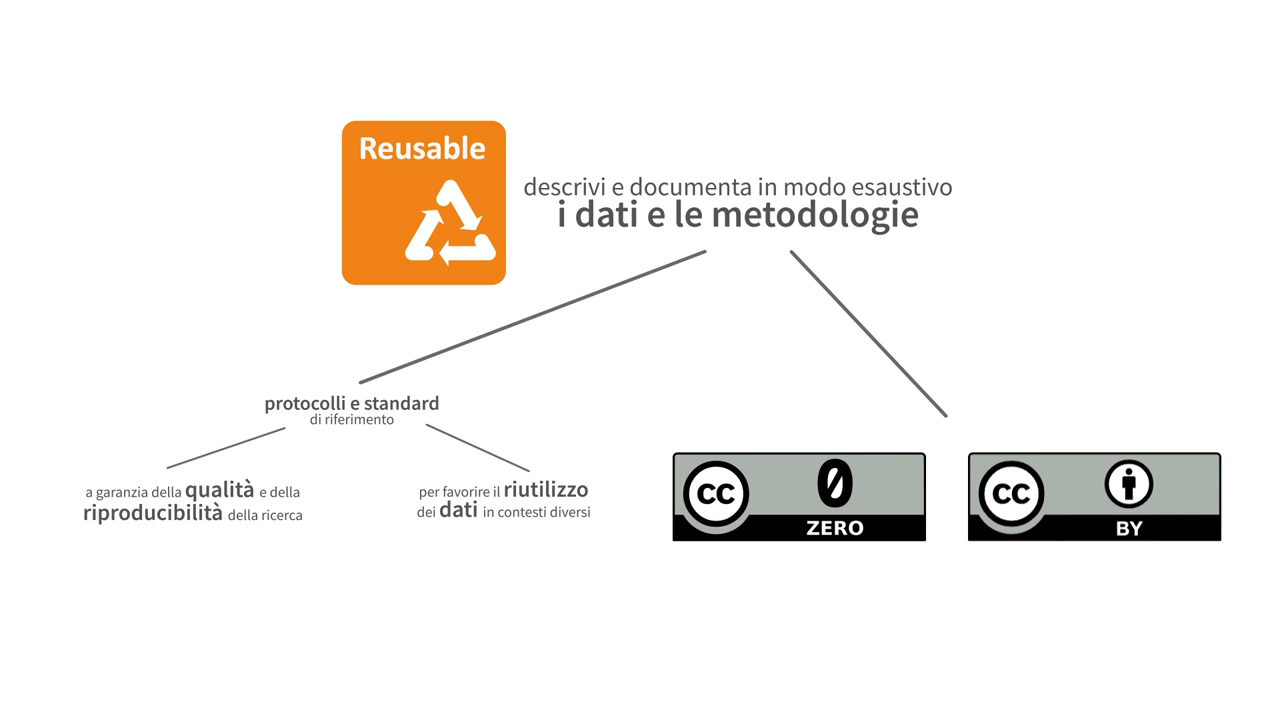 Reusable
descrivi e documenta in modo esaustivo
i dati e le metodologie
protocolli e standard
di riferimento
a garanzia della qualità e della
riproducibilità della ricerca
per favorire il riutilizzo
dei dati in contesti diversi
cc 0
ZERO
cc
BY